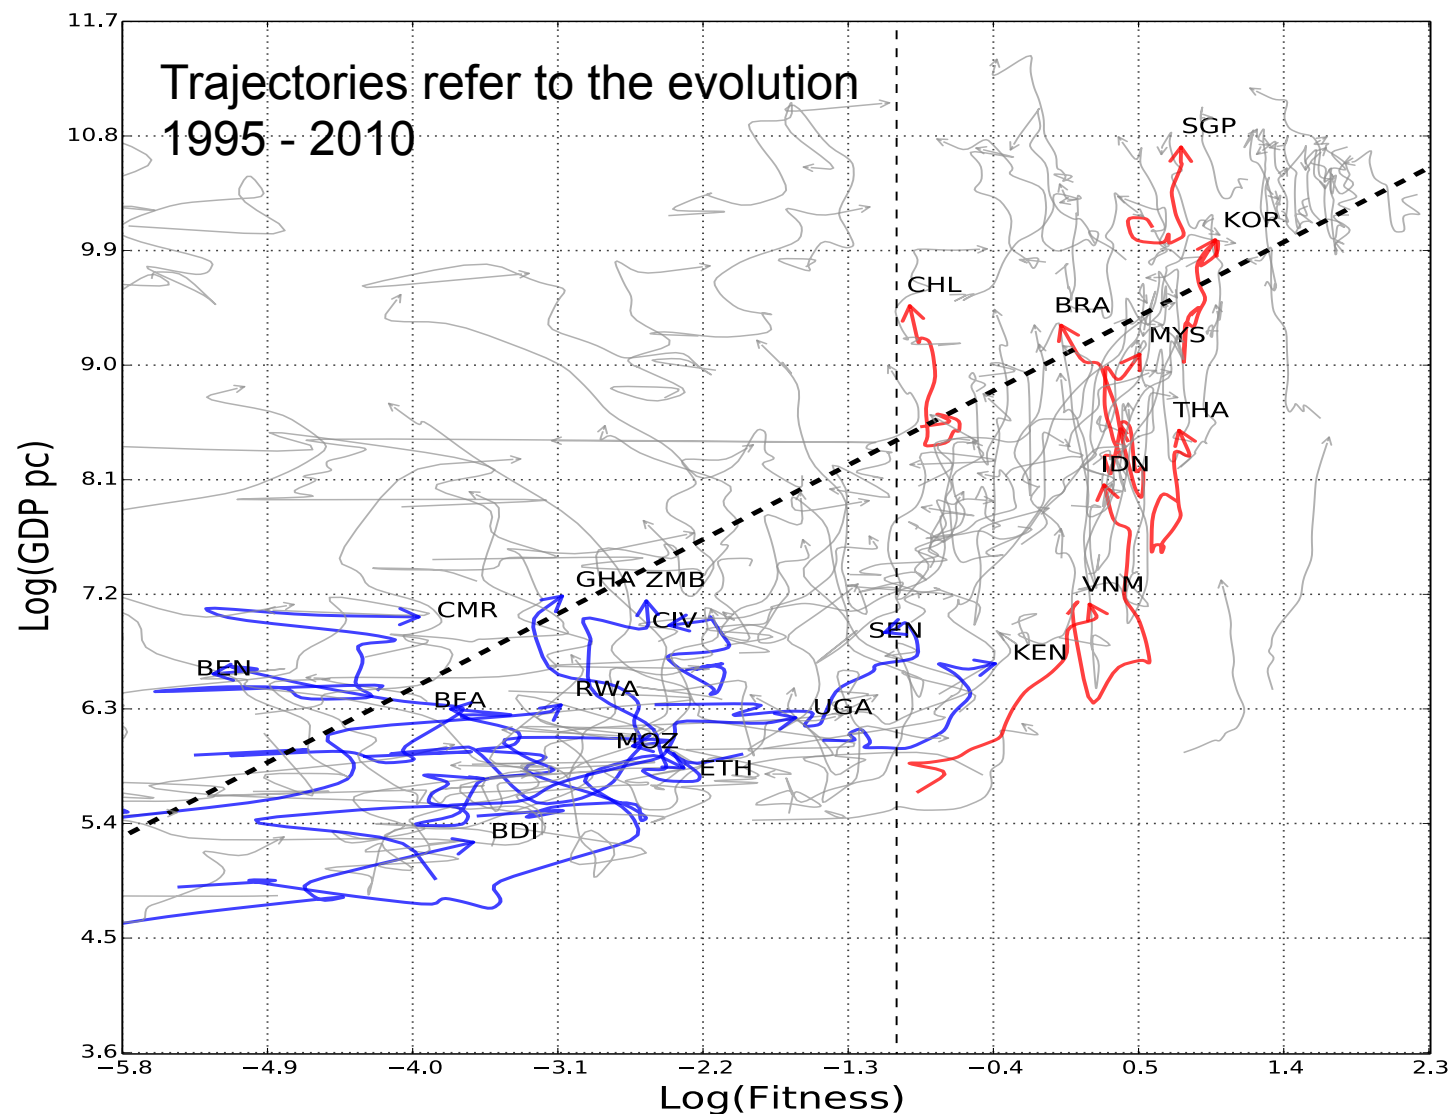 Trajectories refer to the evolution
1995 - 2010
11.7
10.8
9.9
9.0
8.1
7.2
6.3
5.4
4.5
3.6
Log(GDP pc)
SGP
KOR
CHL
BRA
MYS
THA
IDN
VNM
GHA
ZMB
CMR
CIV
SEN
KEN
BEN
RWA
BFA
UGA
MOZ
ETH
BDI
−5.8
−4.9
−4.0
−3.1
−2.2
−1.3
−0.4
0.5
1.4
2.3
Log(Fitness)